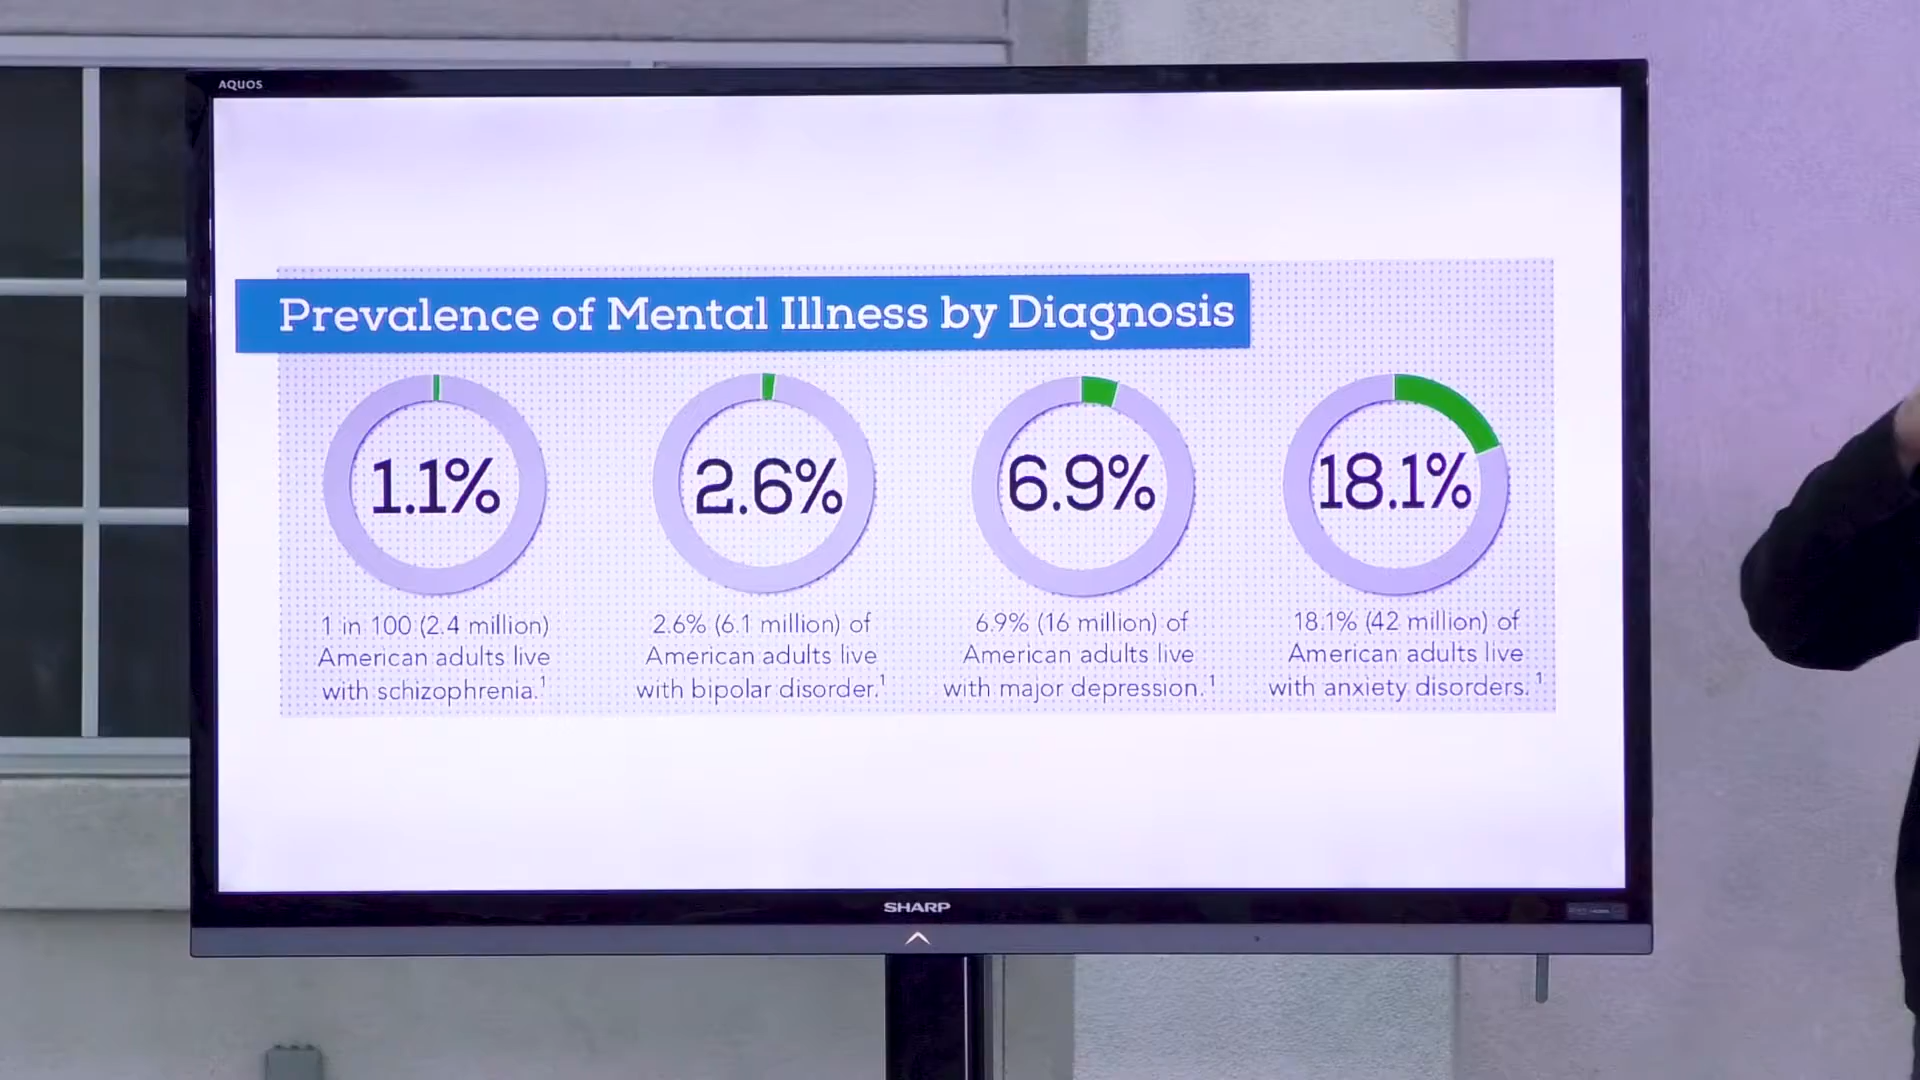 AQUOS
Prevalence of Mental Illness by Diagnosis
1.1%
2.6%
6.9%
18.1%
1 in 100 (2.4 million)
American adults live
with schizophrenia.¹
2.6% (6.1 million) of
American adults live
with bipolar disorder.¹
6.9% (16 million) of
American adults live
with major depression.¹
18.1% (42 million) of
American adults live
with anxiety disorders.¹
SHARP